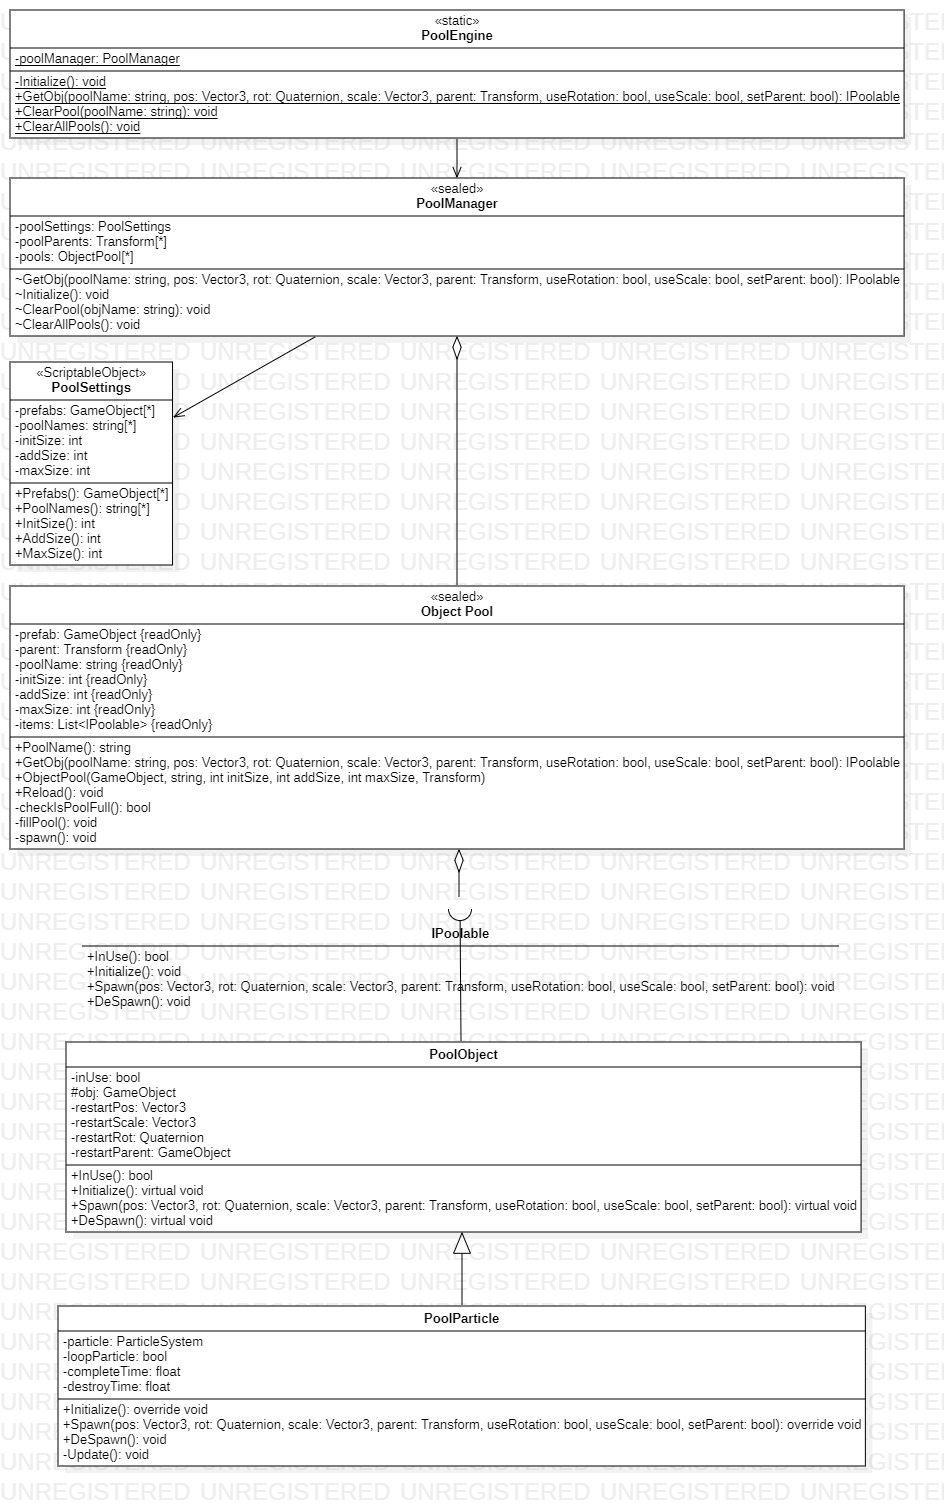 «static»
PoolEngine
-poolManager: PoolManager
-Initialize(): void
+GetObj(poolName: string, pos: Vector3, rot: Quaternion, scale: Vector3, parent: Transform, useRotation: bool, useScale: bool, setParent: bool): IPoolable
+ClearPool(poolName: string): void
+ClearAllPools(): void
«sealed»
PoolManager
-poolSettings: PoolSettings
-poolParents: Transform[*]
-pools: ObjectPool[*]
~GetObj(poolName: string, pos: Vector3, rot: Quaternion, scale: Vector3, parent: Transform, useRotation: bool, useScale: bool, setParent: bool): IPoolable
~Initialize(): void
~ClearPool(objName: string): void
~ClearAllPools(): void
«ScriptableObject»
PoolSettings
-prefabs: GameObject[*]
-poolNames: string[*]
-initSize: int
-addSize: int
-maxSize: int
+Prefabs(): GameObject[*]
+PoolNames(): string[*]
+InitSize(): int
+AddSize(): int
+MaxSize(): int
«sealed»
Object Pool
-prefab: GameObject {readOnly}
-parent: Transform {readOnly}
-poolName: string {readOnly}
-initSize: int {readOnly}
-addSize: int {readOnly}
-maxSize: int {readOnly}
-items: List<IPoolable> {readOnly}
+PoolName(): string
+GetObj(poolName: string, pos: Vector3, rot: Quaternion, scale: Vector3, parent: Transform, useRotation: bool, useScale: bool, setParent: bool): IPoolable
+ObjectPool(GameObject, string, int initSize, int addSize, int maxSize, Transform)
+Reload(): void
-checkIsPoolFull(): bool
-fillPool(): void
-spawn(): void
IPoolable
+InUse(): bool
+Initialize(): void
+Spawn(pos: Vector3, rot: Quaternion, scale: Vector3, parent: Transform, useRotation: bool, useScale: bool, setParent: bool): void
+DeSpawn(): void
PoolObject
-inUse: bool
#obj: GameObject
-restartPos: Vector3
-restartScale: Vector3
-restartRot: Quaternion
-restartParent: GameObject
+InUse(): bool
+Initialize(): virtual void
+Spawn(pos: Vector3, rot: Quaternion, scale: Vector3, parent: Transform, useRotation: bool, useScale: bool, setParent: bool): virtual void
+DeSpawn(): virtual void
PoolParticle
-particle: ParticleSystem
-loopParticle: bool
-completeTime: float
-destroyTime: float
+Initialize(): override void
+Spawn(pos: Vector3, rot: Quaternion, scale: Vector3, parent: Transform, useRotation: bool, useScale: bool, setParent: bool): override void
+DeSpawn(): void
-Update(): void
UNREGISTERED